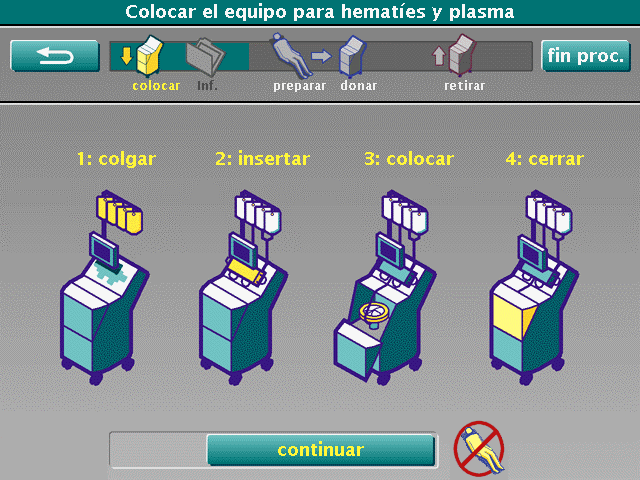 Colocar el equipo para hematíes y plasma
fin proc.
colocar Inf. preparar donar retirar
1: colgar 2: insertar 3: colocar 4: cerrar
continuar